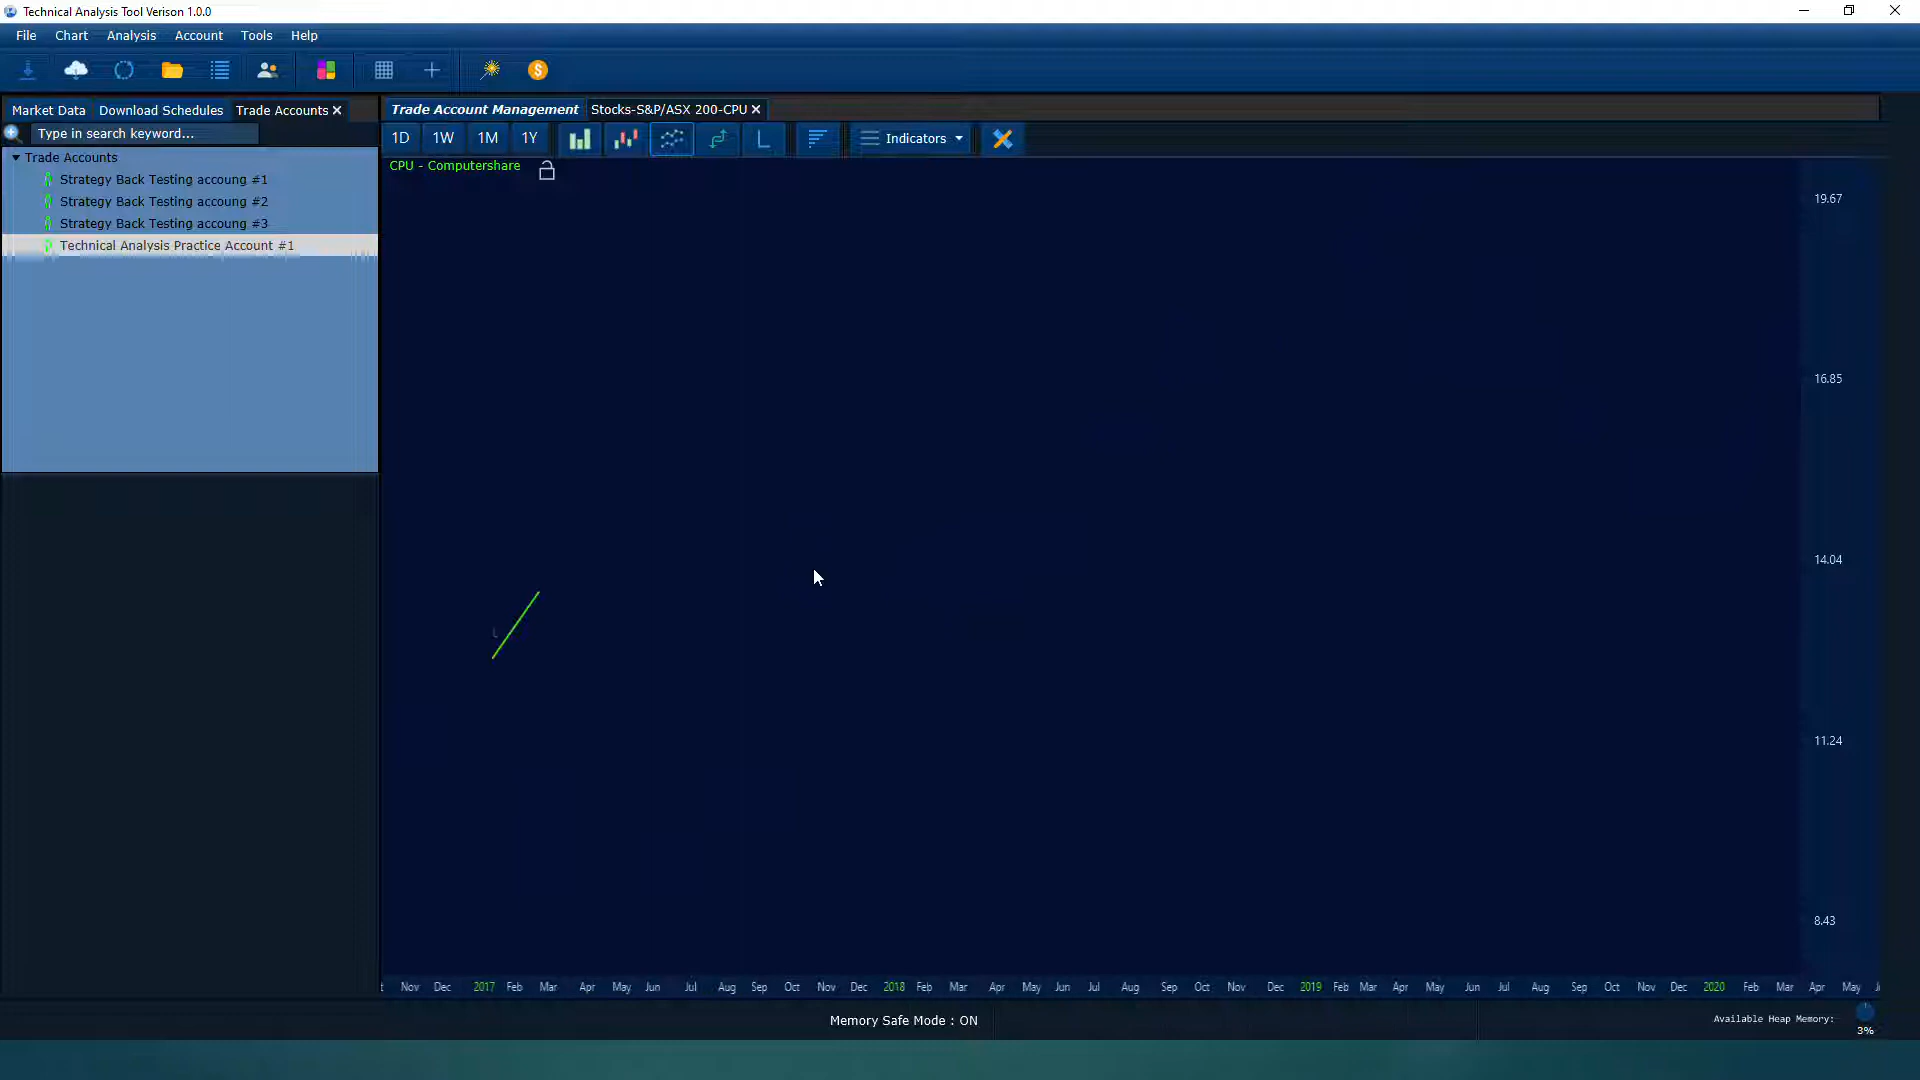 Technical Analysis Tool Verison 1.0.0
File Chart Analysis Account Tools Help
Market Data Download Schedules Trade Accounts
Trade Account Management Stocks-S&P/ASX 200-CPU
Type in search keyword...
1D 1W 1M 1Y Indicators
Trade Accounts
CPU - Computershare
Strategy Back Testing accoung #1
Strategy Back Testing accoung #2
Strategy Back Testing accoung #3
Technical Analysis Practice Account #1
19.67
16.85
14.04
11.24
8.43
t Nov Dec 2017 Feb Mar Apr May Jun Jul Aug Sep Oct Nov Dec 2018 Feb Mar Apr May Jun Jul Aug Sep Oct Nov Dec 2019 Feb Mar Apr May Jun Jul Aug Sep Oct Nov Dec 2020 Feb Mar Apr May
Memory Safe Mode : ON
Available Heap Memory:
3%